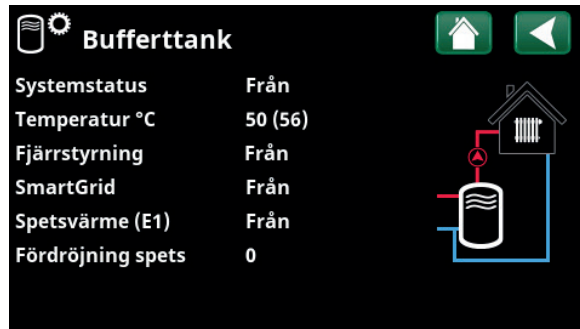 Bufferttank
Systemstatus Från
Temperatur °C 50 (56)
Fjärrstyrning Från
SmartGrid Från
Spetsvärme (E1) Från
Fördröjning spets 0